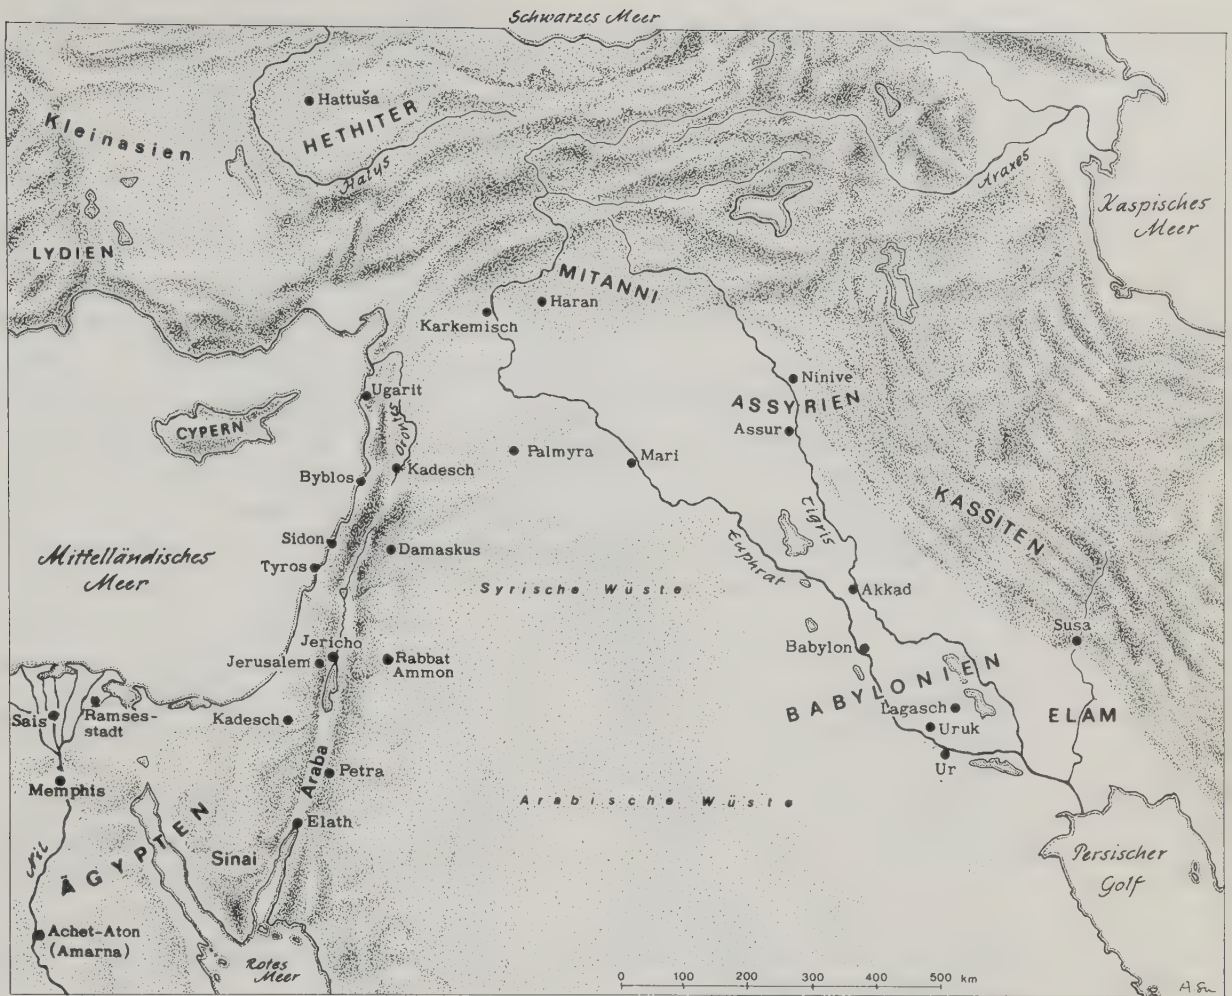 Schwarzes Meer
Hattuša
Kleinasien
HETHITER
Halys
Araxes
Kaspisches
Meer
LYDIEN
MITANNI
Haran
Karkemisch
Ninive
Ugarit
ASSYRIEN
CYPERN
Orontes
Assur
Palmyra
Mari
Kadesch
Byblos
KASSITEN
Tigris
Sidon
Damaskus
Euphrat
Mittelländisches
Meer
Tyros
Syrische Wüste
Akkad
Susa
Jericho
Jerusalem
Rabbat
Ammon
Babylon
BABYLONIEN
Sais
Ramses-
stadt
Kadesch
Lagasch
ELAM
Uruk
Ur
Araba
Petra
Memphis
Arabische Wüste
Elath
ÄGYPTEN
Nil
Sinai
Persischer
Golf
Achet-Aton
(Amarna)
Rotes
Meer
0 100 200 300 400 500 km